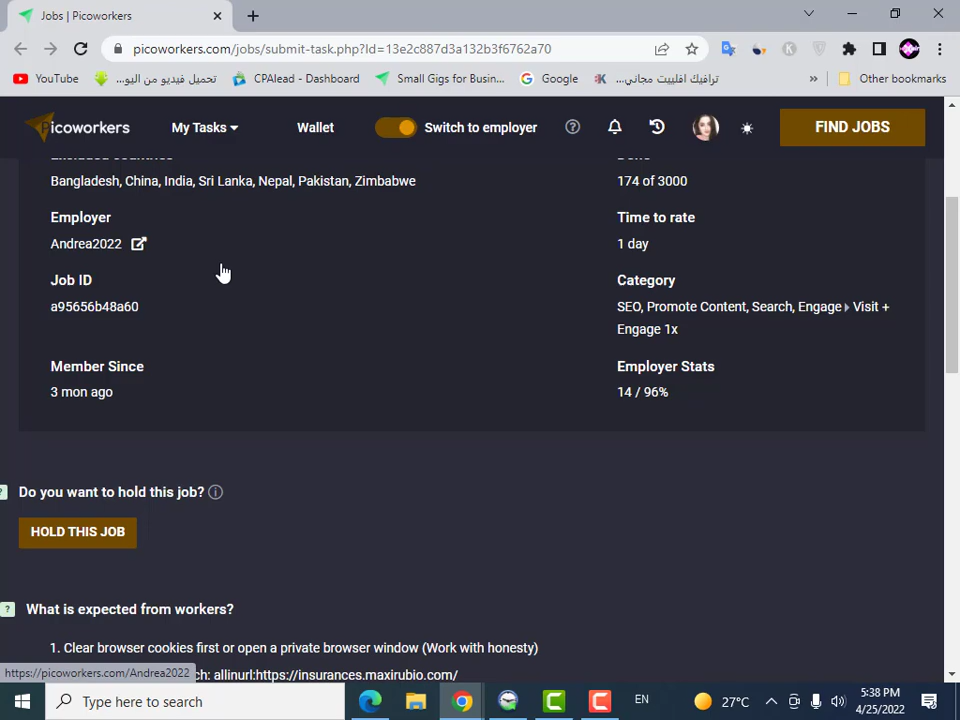 Jobs | Picoworkers
picoworkers.com/jobs/submit-task.php?Id=13e2c887d3a132b3f6762a70
YouTube تحميل فيديو من اليو... CPAlead - Dashboard Small Gigs for Busin... Google ترافيك افلييت مجاني... » Other bookmarks
Picoworkers My Tasks Wallet Switch to employer FIND JOBS
Bangladesh, China, India, Sri Lanka, Nepal, Pakistan, Zimbabwe 174 of 3000
Employer Time to rate
Andrea2022 1 day
Job ID Category
a95656b48a60 SEO, Promote Content, Search, Engage Visit +
Engage 1x
Member Since Employer Stats
3 mon ago 14 / 96%
Do you want to hold this job?
HOLD THIS JOB
What is expected from workers?
1. Clear browser cookies first or open a private browser window (Work with honesty)
https://picoworkers.com/Andrea2022 ch: allinurl:https://insurances.maxirubio.com/
Type here to search EN 27°C 5:38 PM
4/25/2022